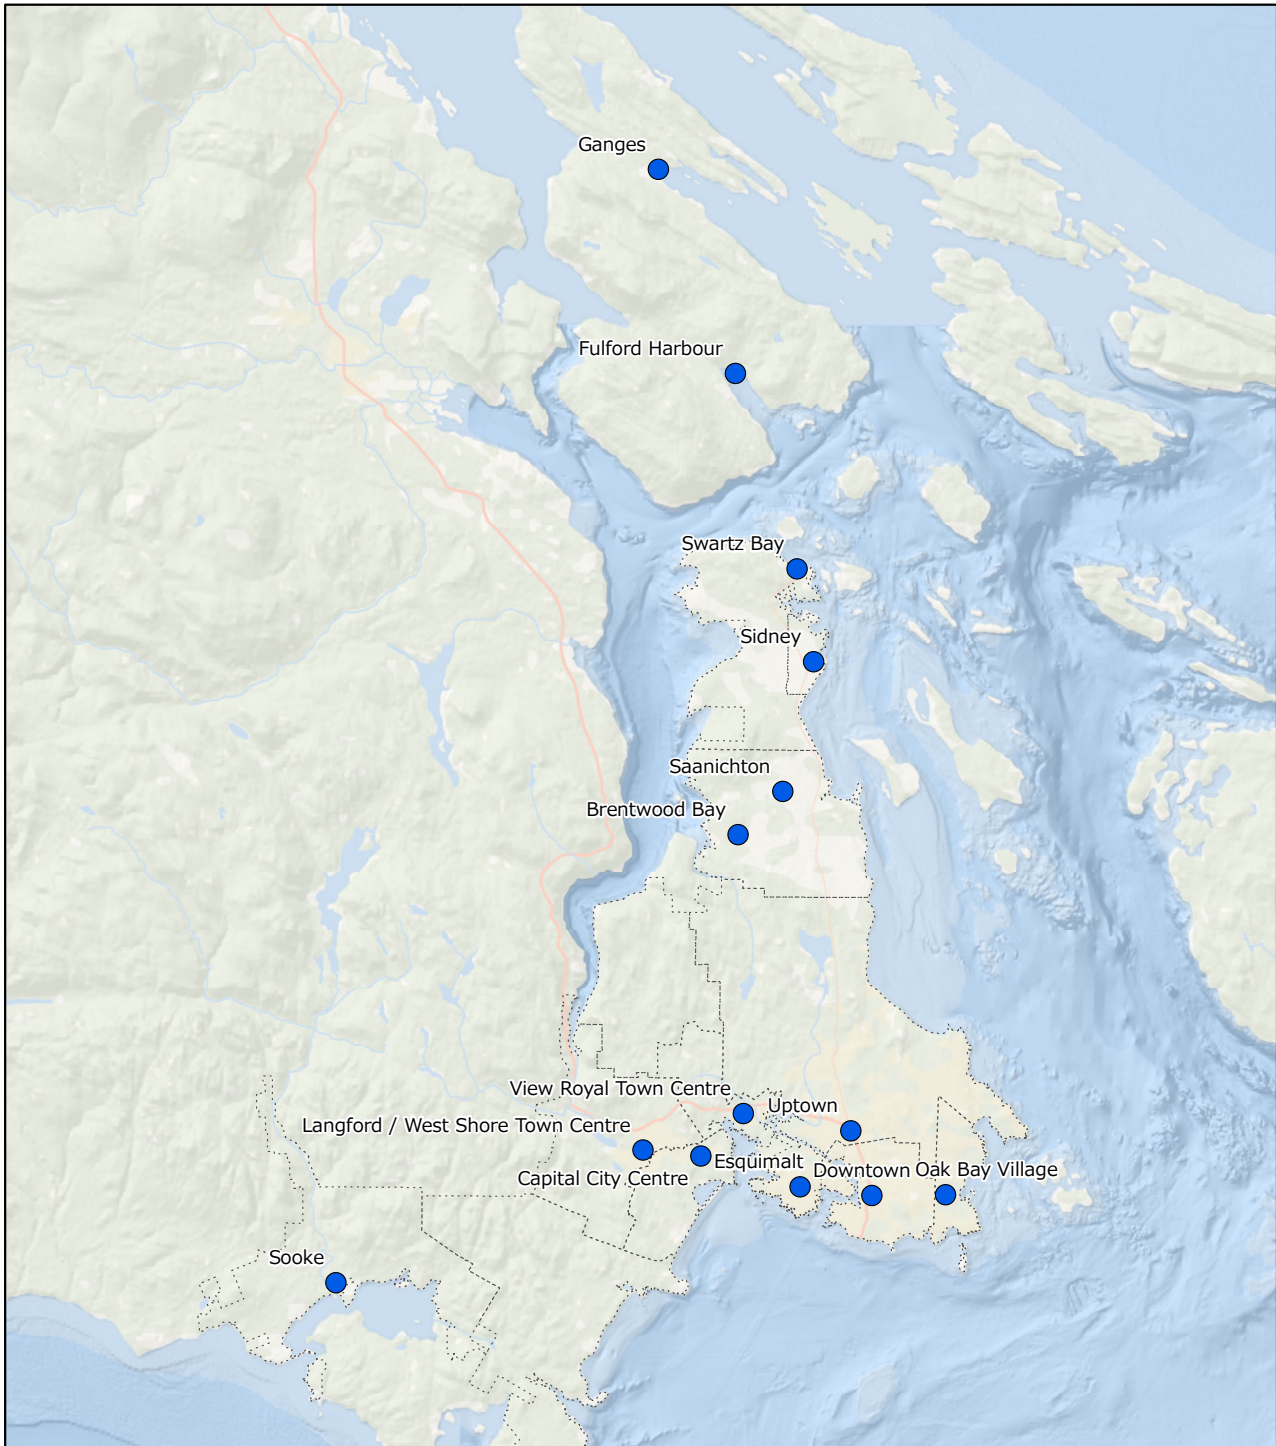 Ganges
Fulford Harbour
Swartz Bay
Sidney
Saanichton
Brentwood Bay
View Royal Town Centre
Uptown
Langford / West Shore Town Centre
Esquimalt
Downtown
Oak Bay Village
Capital City Centre
Sooke